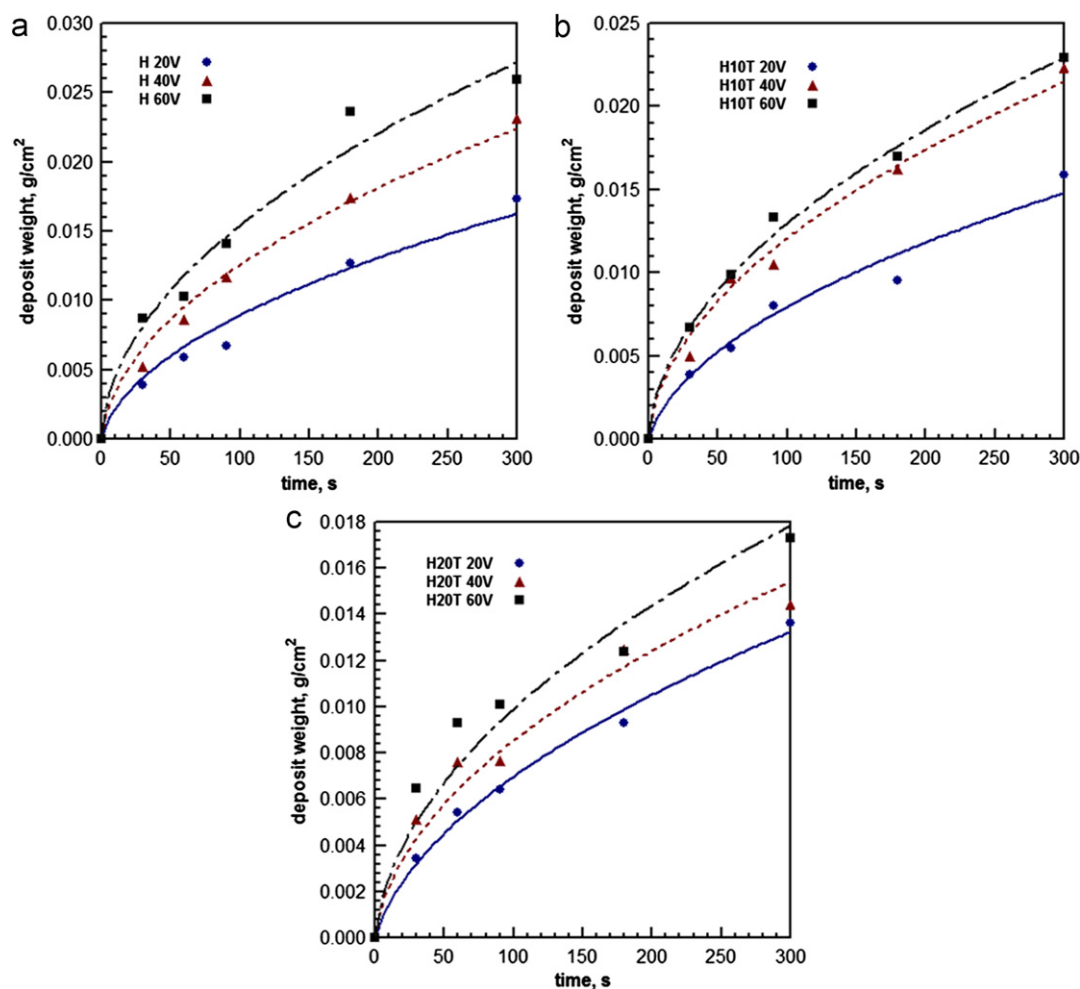 a
0.030
0.025
0.020
0.015
0.010
0.005
0.000
deposit weight, g/cm²
H 20V
H 40V
H 60V
0 50 100 150 200 250 300
time, s
b
0.025
0.020
0.015
0.010
0.005
0.000
deposit weight, g/cm²
H10T 20V
H10T 40V
H10T 60V
0 50 100 150 200 250 300
time, s
c
0.018
0.016
0.014
0.012
0.010
0.008
0.006
0.004
0.002
0.000
deposit weight, g/cm²
H20T 20V
H20T 40V
H20T 60V
0 50 100 150 200 250 300
time, s